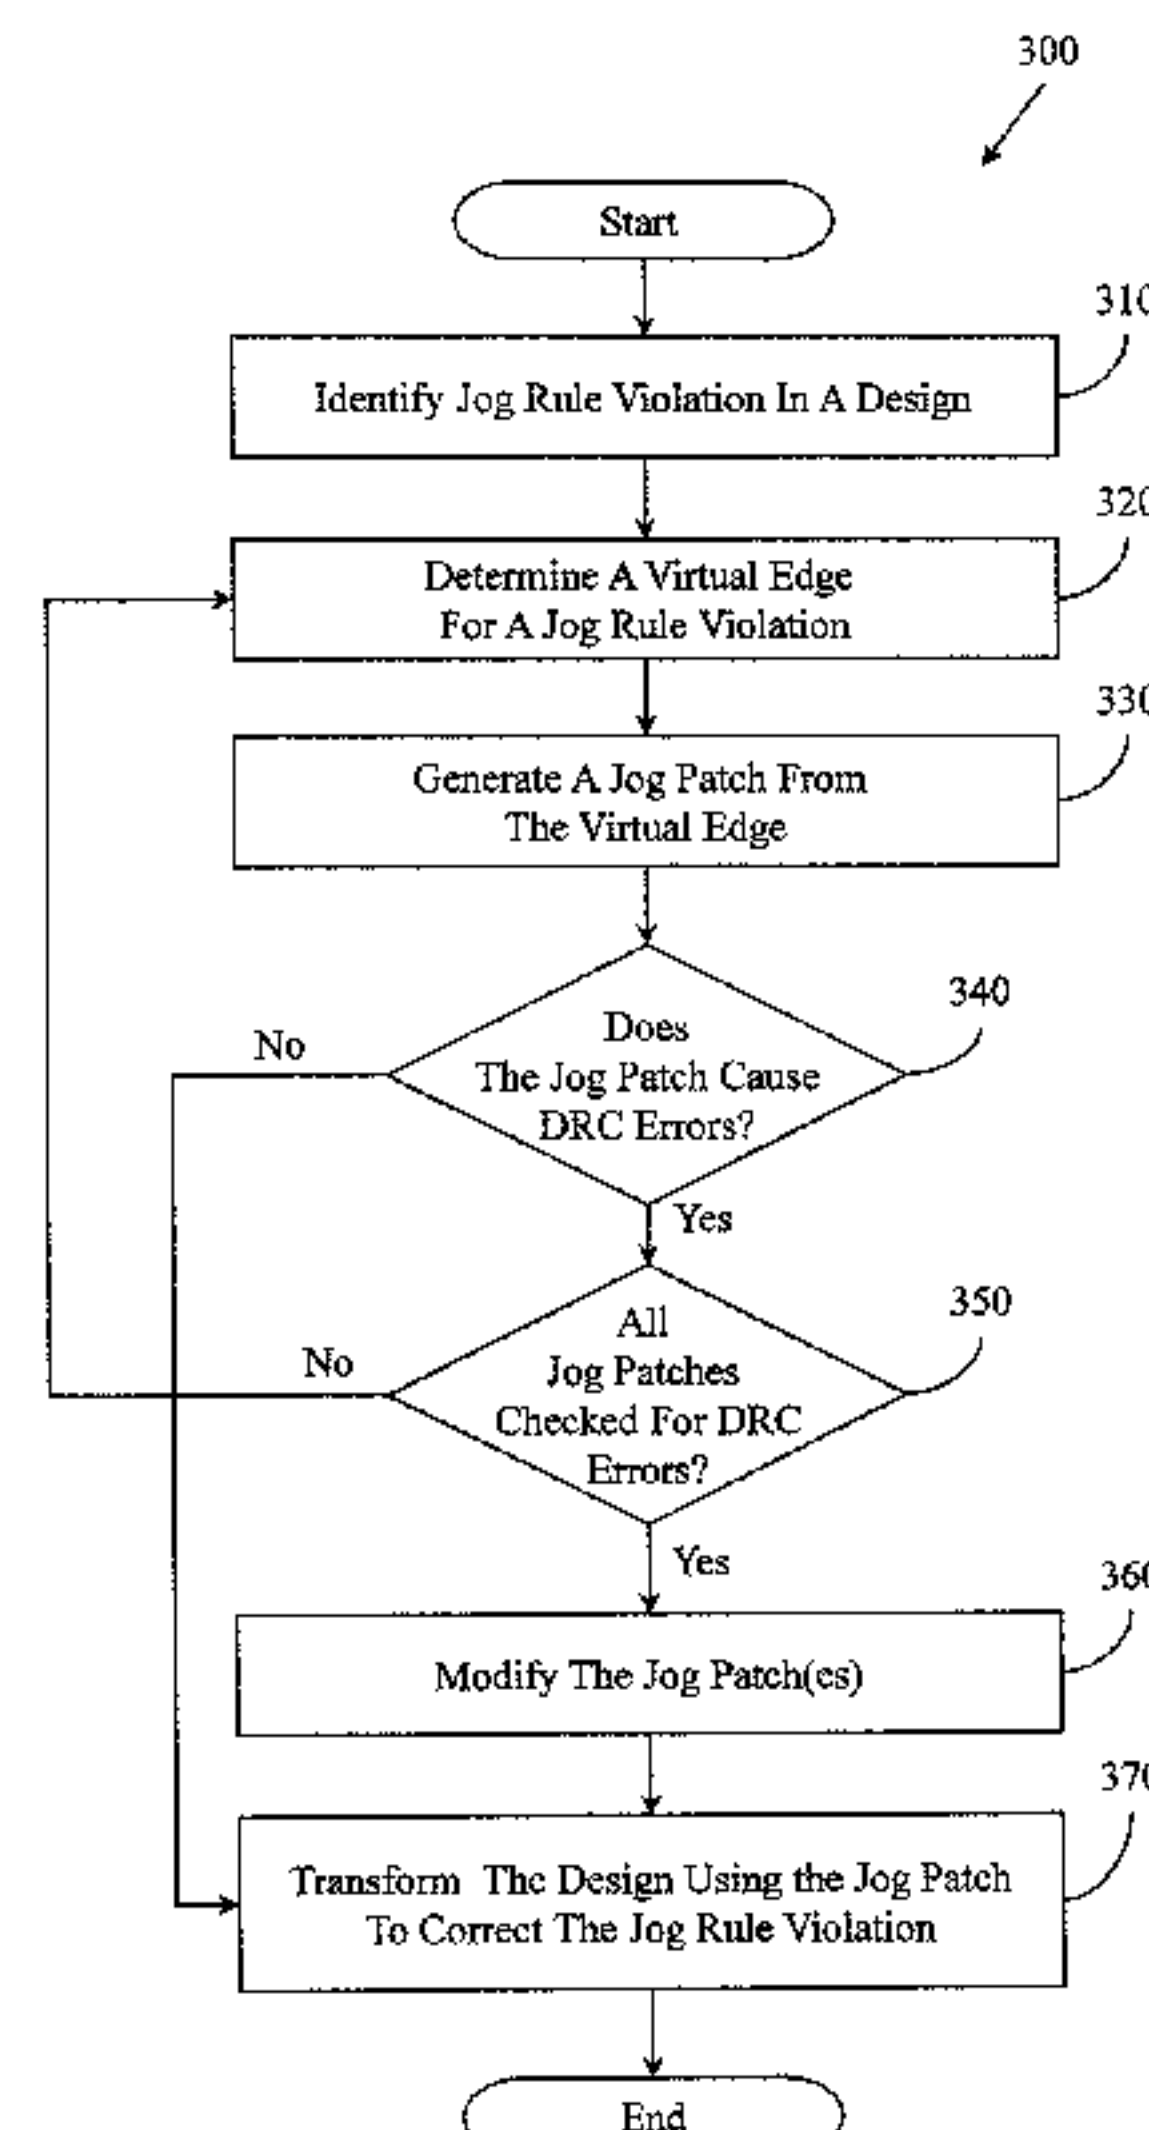 300
Start
310
Identify Jog Rule Violation In A Design
320
Determine A Virtual Edge
For A Jog Rule Violation
330
Generate A Jog Patch From
The Virtual Edge
340
No
Does
The Jog Patch Cause
DRC Errors?
Yes
350
No
All
Jog Patches
Checked For DRC
Errors?
Yes
360
Modify The Jog Patch(es)
370
Transform The Design Using the Jog Patch
To Correct The Jog Rule Violation
End